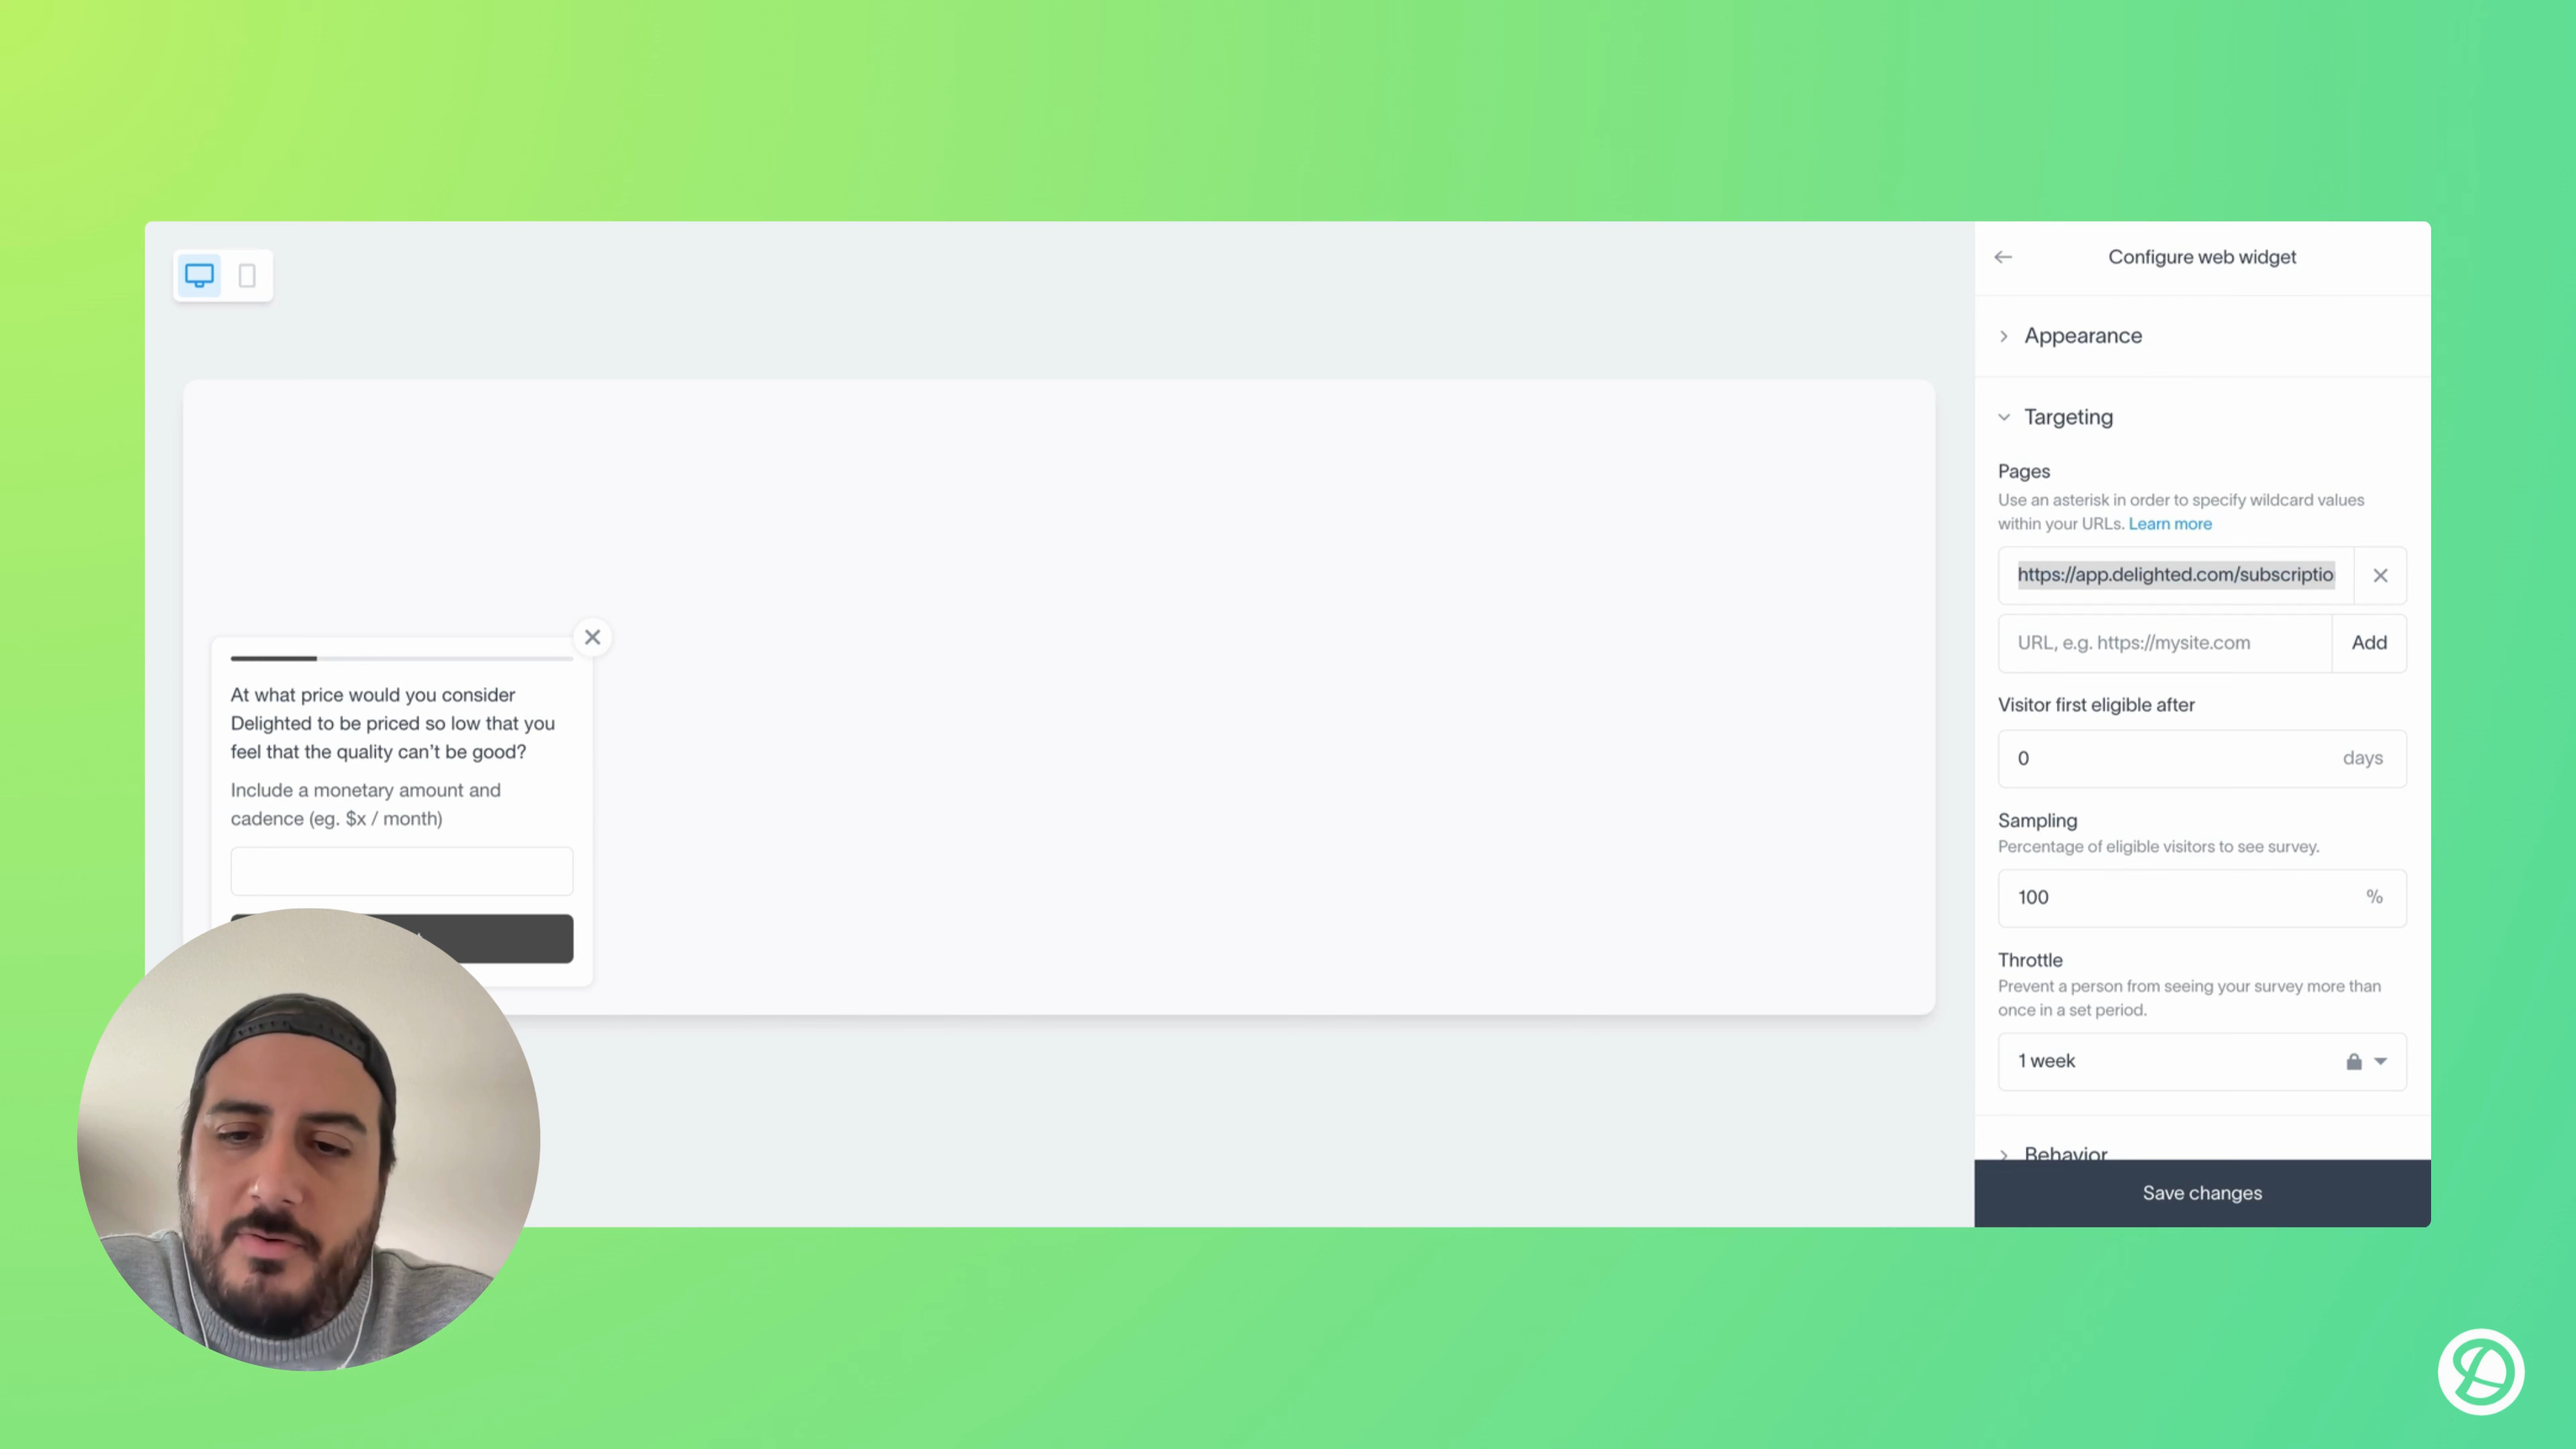 Configure web widget
Appearance
Targeting
Pages
Use an asterisk in order to specify wildcard values
within your URLs. Learn more
https://app.delighted.com/subscriptio
URL, e.g. https://mysite.com
Add
Visitor first eligible after
0
days
Sampling
Percentage of eligible visitors to see survey.
100
%
Throttle
Prevent a person from seeing your survey more than
once in a set period.
1 week
Behavior
Save changes
At what price would you consider
Delighted to be priced so low that you
feel that the quality can't be good?
Include a monetary amount and
cadence (eg. $x / month)